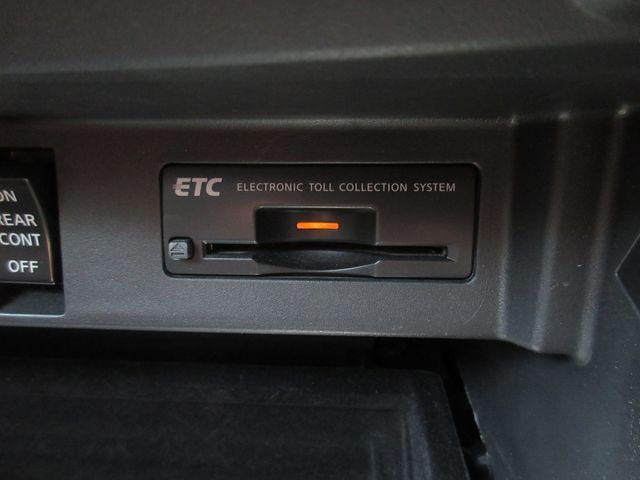 ETC ELECTRONIC TOLL COLLECTION SYSTEM
ON
REAR
CONT
OFF